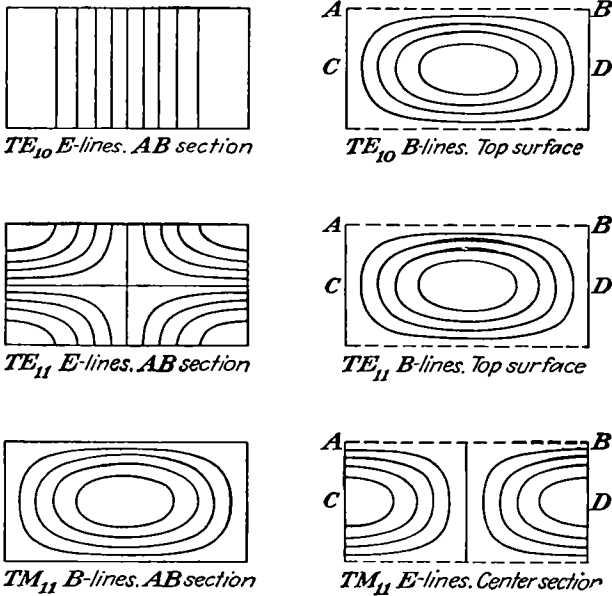 A B
C D
TE10 E-lines. AB section
TE10 B-lines. Top surface
A B
C D
TE11 E-lines. AB section
TE11 B-lines. Top surface
A B
C D
TM11 B-lines. AB section
TM11 E-lines. Center section